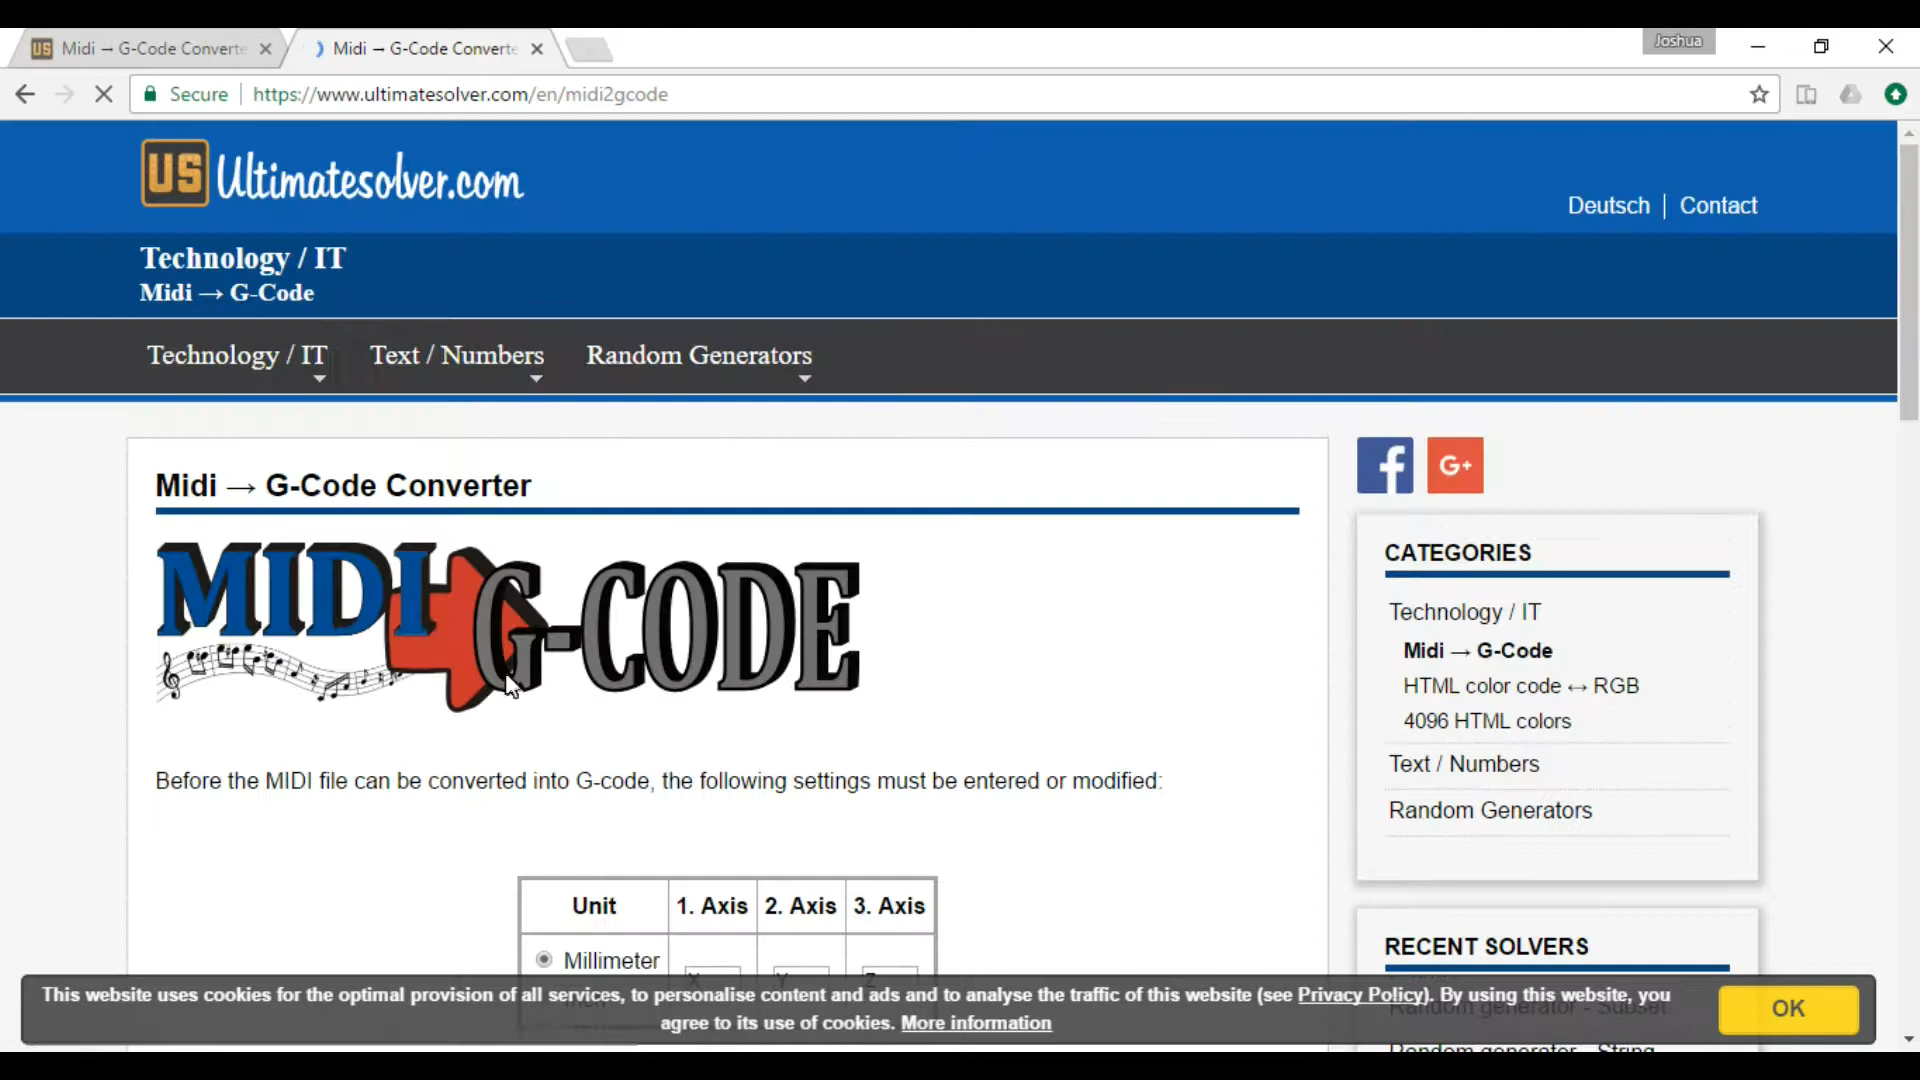 Midi → G-Code Converte
Midi → G-Code Converte
Joshua
Secure
https://www.ultimatesolver.com/en/midi2gcode
US Ultimatesolver.com
Deutsch | Contact
Technology / IT
Midi → G-Code
Technology / IT
Text / Numbers
Random Generators
Midi → G-Code Converter
MIDI G-CODE
Before the MIDI file can be converted into G-code, the following settings must be entered or modified:
Unit
1. Axis
2. Axis
3. Axis
Millimeter
X
Y
Z
G+
CATEGORIES
Technology / IT
Midi → G-Code
HTML color code ↔ RGB
4096 HTML colors
Text / Numbers
Random Generators
RECENT SOLVERS
Random generator - Subset
Random generator - String
This website uses cookies for the optimal provision of all services, to personalise content and ads and to analyse the traffic of this website (see Privacy Policy). By using this website, you
agree to its use of cookies. More information
OK